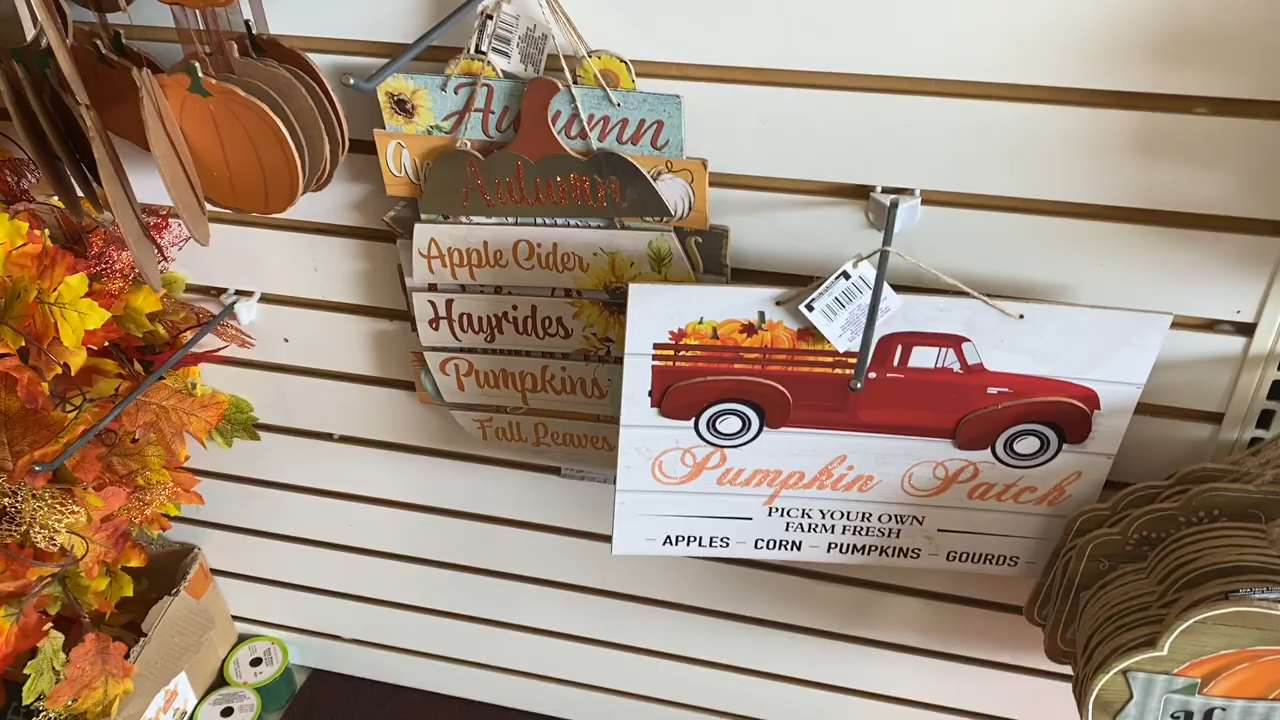 Autumn
Autumn
Apple Cider
Hayrides
Pumpkins
Fall Leaves
Pumpkin Patch
PICK YOUR OWN
FARM FRESH
– APPLES – CORN – PUMPKINS – GOURDS –